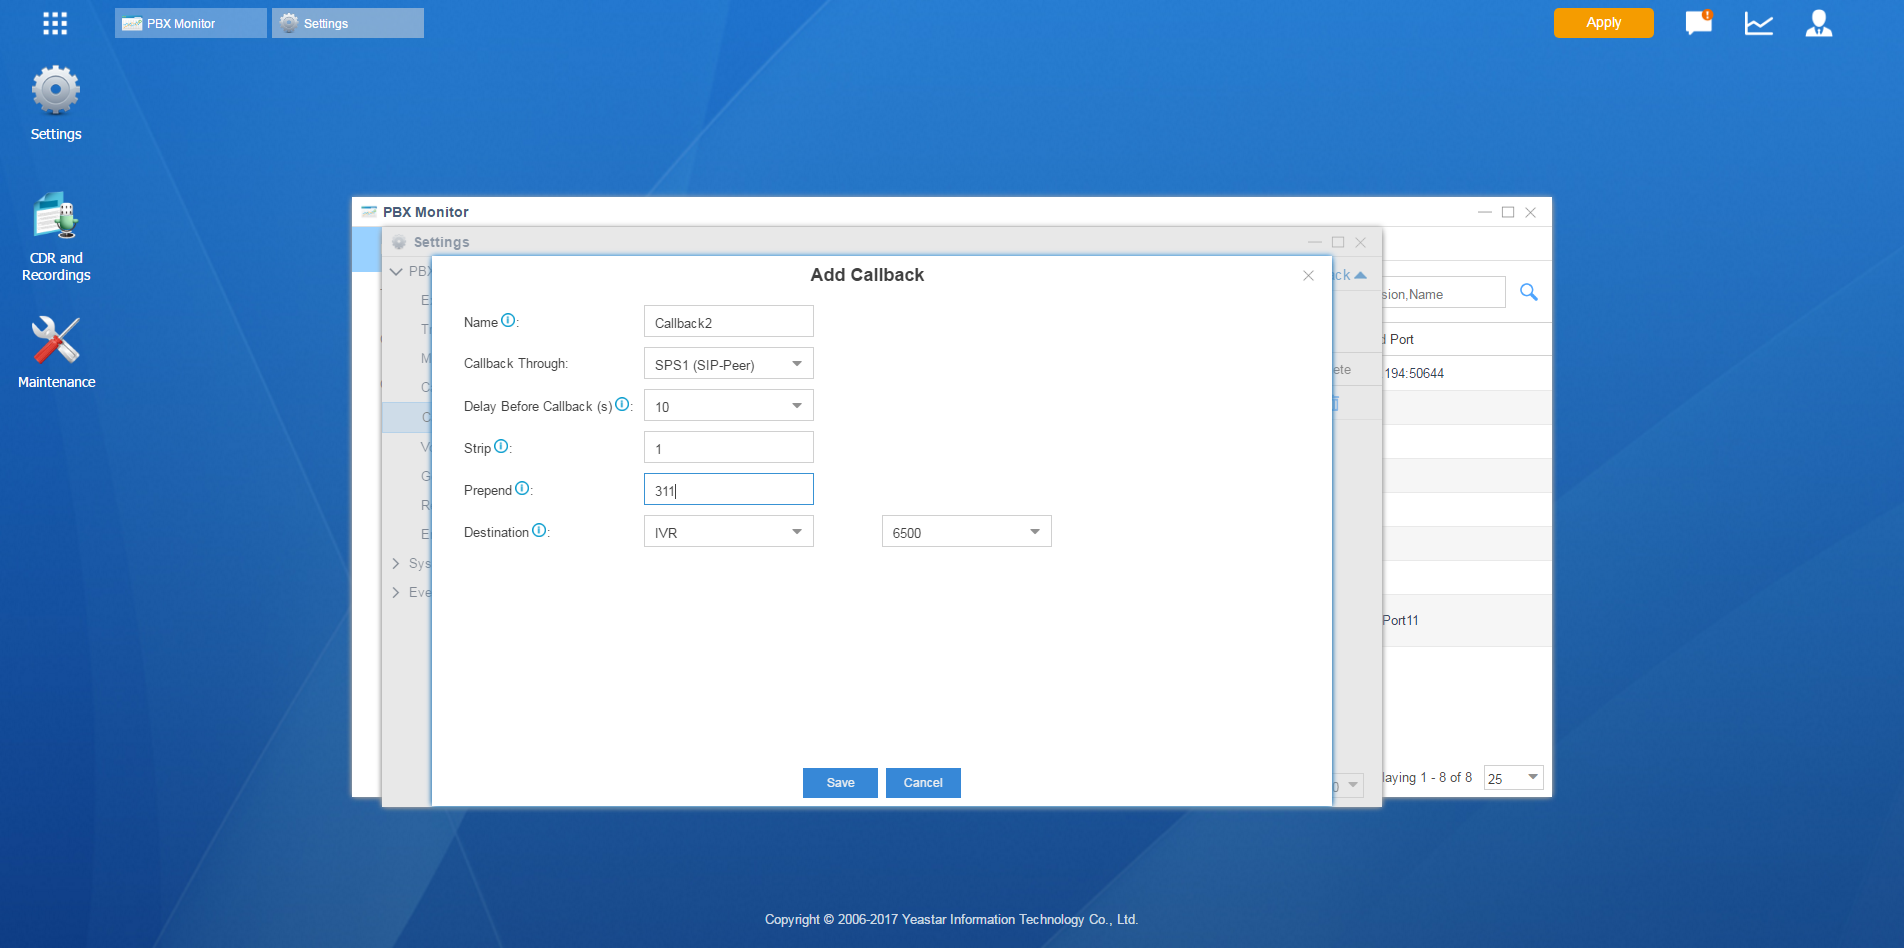 PBX Monitor
Settings
Apply
Settings
CDR and
Recordings
Maintenance
PBX Monitor
Settings
Add Callback
Name :
Callback2
Callback Through:
SPS1 (SIP-Peer)
Delay Before Callback (s) :
10
Strip :
1
Prepend :
311
Destination :
IVR
6500
Save
Cancel
PBX
Sys
Eve
sion,Name
Port
194:50644
Port11
laying 1 - 8 of 8
25
Copyright © 2006-2017 Yeastar Information Technology Co., Ltd.